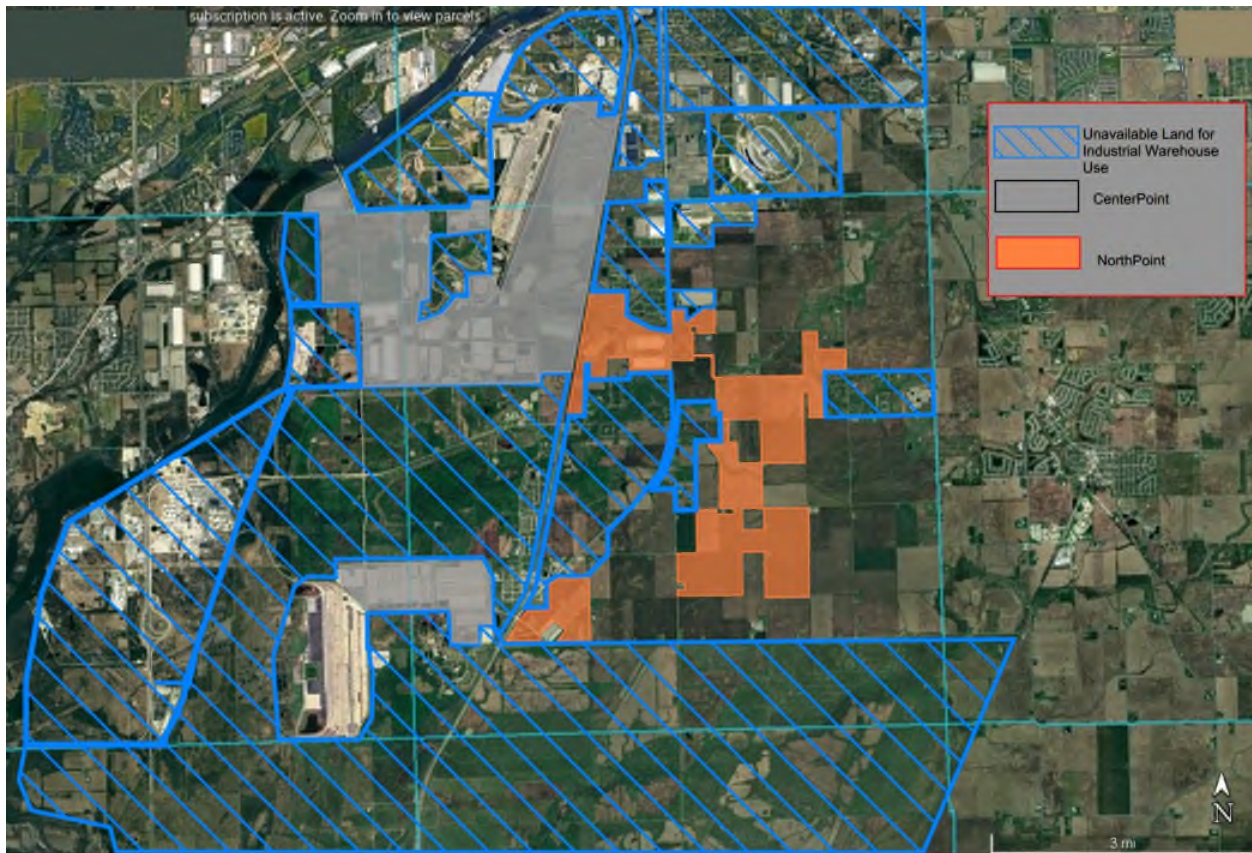 subscription is active. Zoom in to view parcels.
Unavailable Land for
Industrial Warehouse
Use
CenterPoint
NorthPoint
N
3 mi